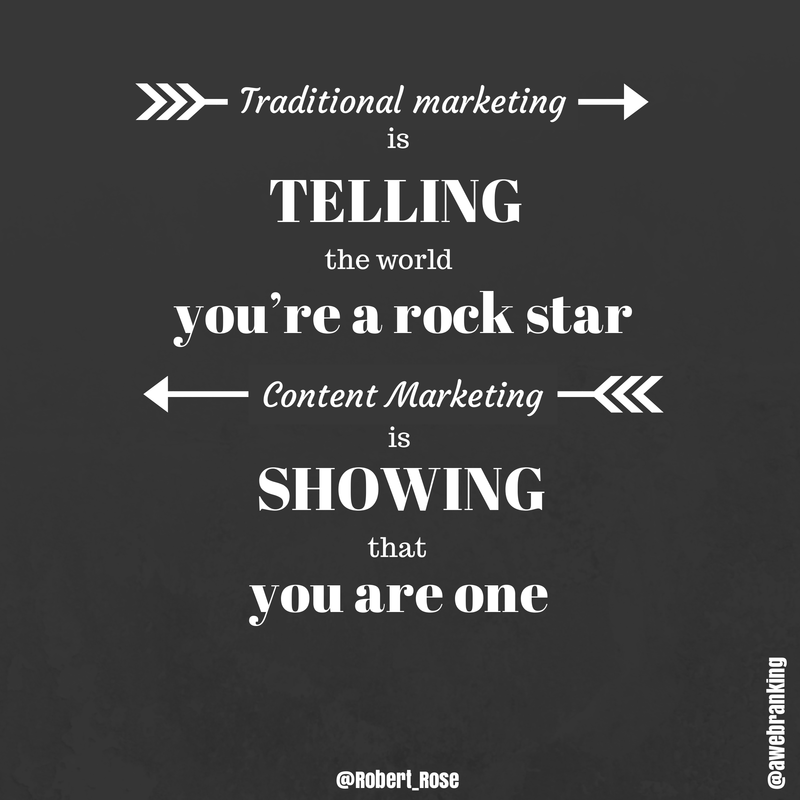 Traditional marketing
is
TELLING
the world
you’re a rock star
Content Marketing
is
SHOWING
that
you are one
@awebranking
@Robert_Rose